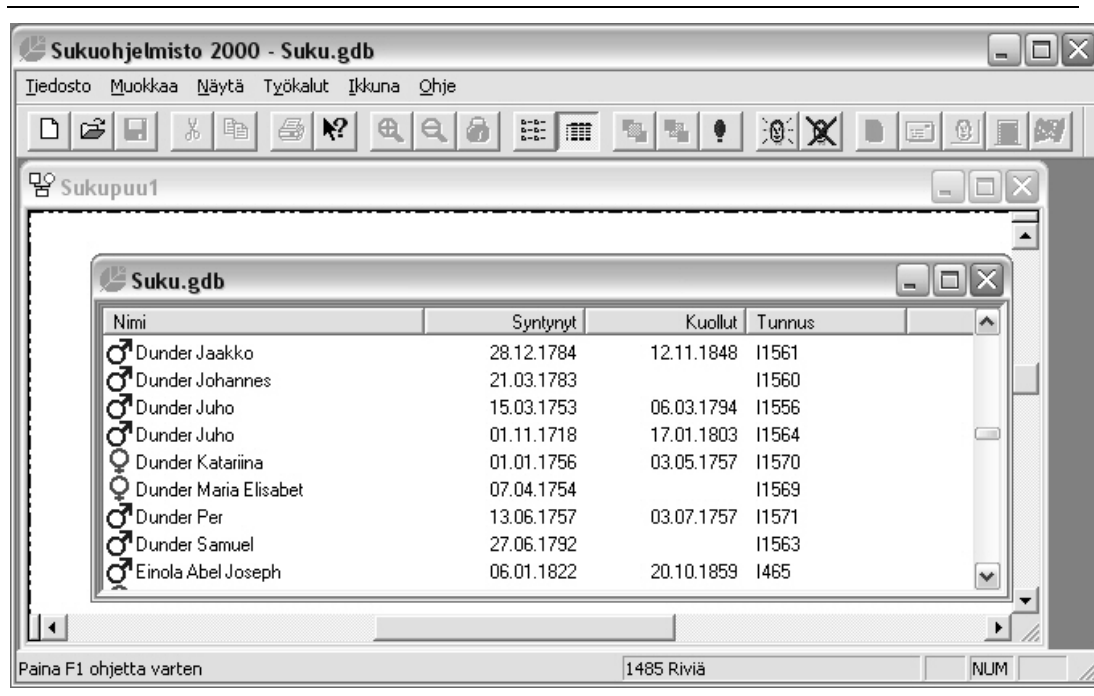 Sukuohjelmisto 2000 - Suku.gdb
Tiedosto Muokkaa Näytä Työkalut Ikkuna Ohje
Sukupuu1
Suku.gdb
Nimi Syntynyt Kuollut Tunnus
Dunder Jaakko 28.12.1784 12.11.1848 I1561
Dunder Johannes 21.03.1783 I1560
Dunder Juho 15.03.1753 06.03.1794 I1556
Dunder Juho 01.11.1718 17.01.1803 I1564
Dunder Katariina 01.01.1756 03.05.1757 I1570
Dunder Maria Elisabet 07.04.1754 I1569
Dunder Per 13.06.1757 03.07.1757 I1571
Dunder Samuel 27.06.1792 I1563
Einola Abel Joseph 06.01.1822 20.10.1859 I465
Paina F1 ohjetta varten 1485 Riviä NUM